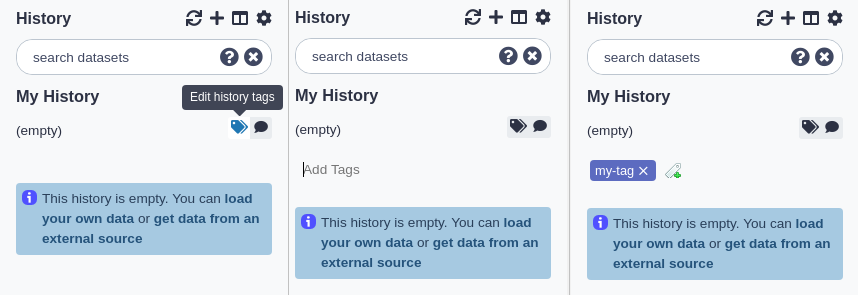 History
search datasets
My History
Edit history tags
(empty)
This history is empty. You can load
your own data or get data from an
external source
History
search datasets
My History
(empty)
Add Tags
This history is empty. You can load
your own data or get data from an
external source
History
search datasets
My History
(empty)
my-tag
This history is empty. You can load
your own data or get data from an
external source